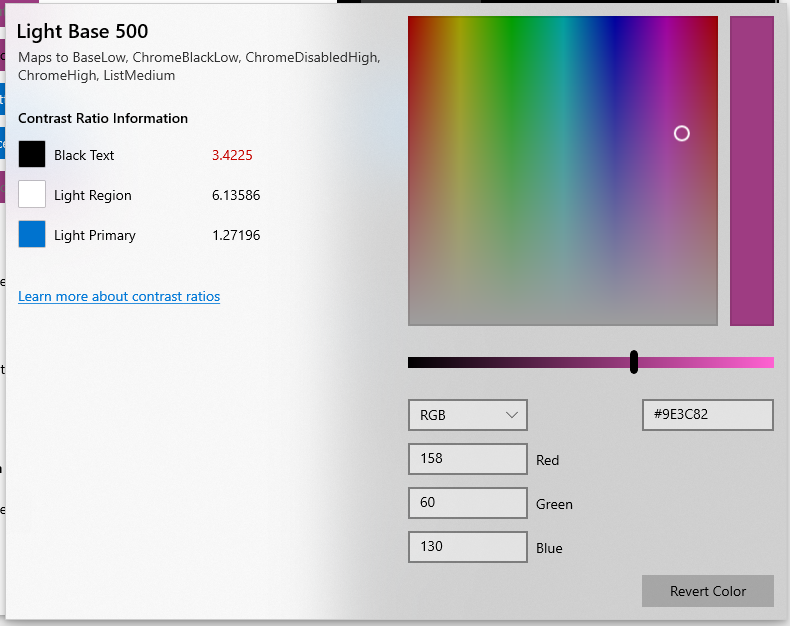 Light Base 500
Maps to BaseLow, ChromeBlackLow, ChromeDisabledHigh,
ChromeHigh, ListMedium
Contrast Ratio Information
Black Text 3.4225
Light Region 6.13586
Light Primary 1.27196
Learn more about contrast ratios
RGB #9E3C82
158 Red
60 Green
130 Blue
Revert Color